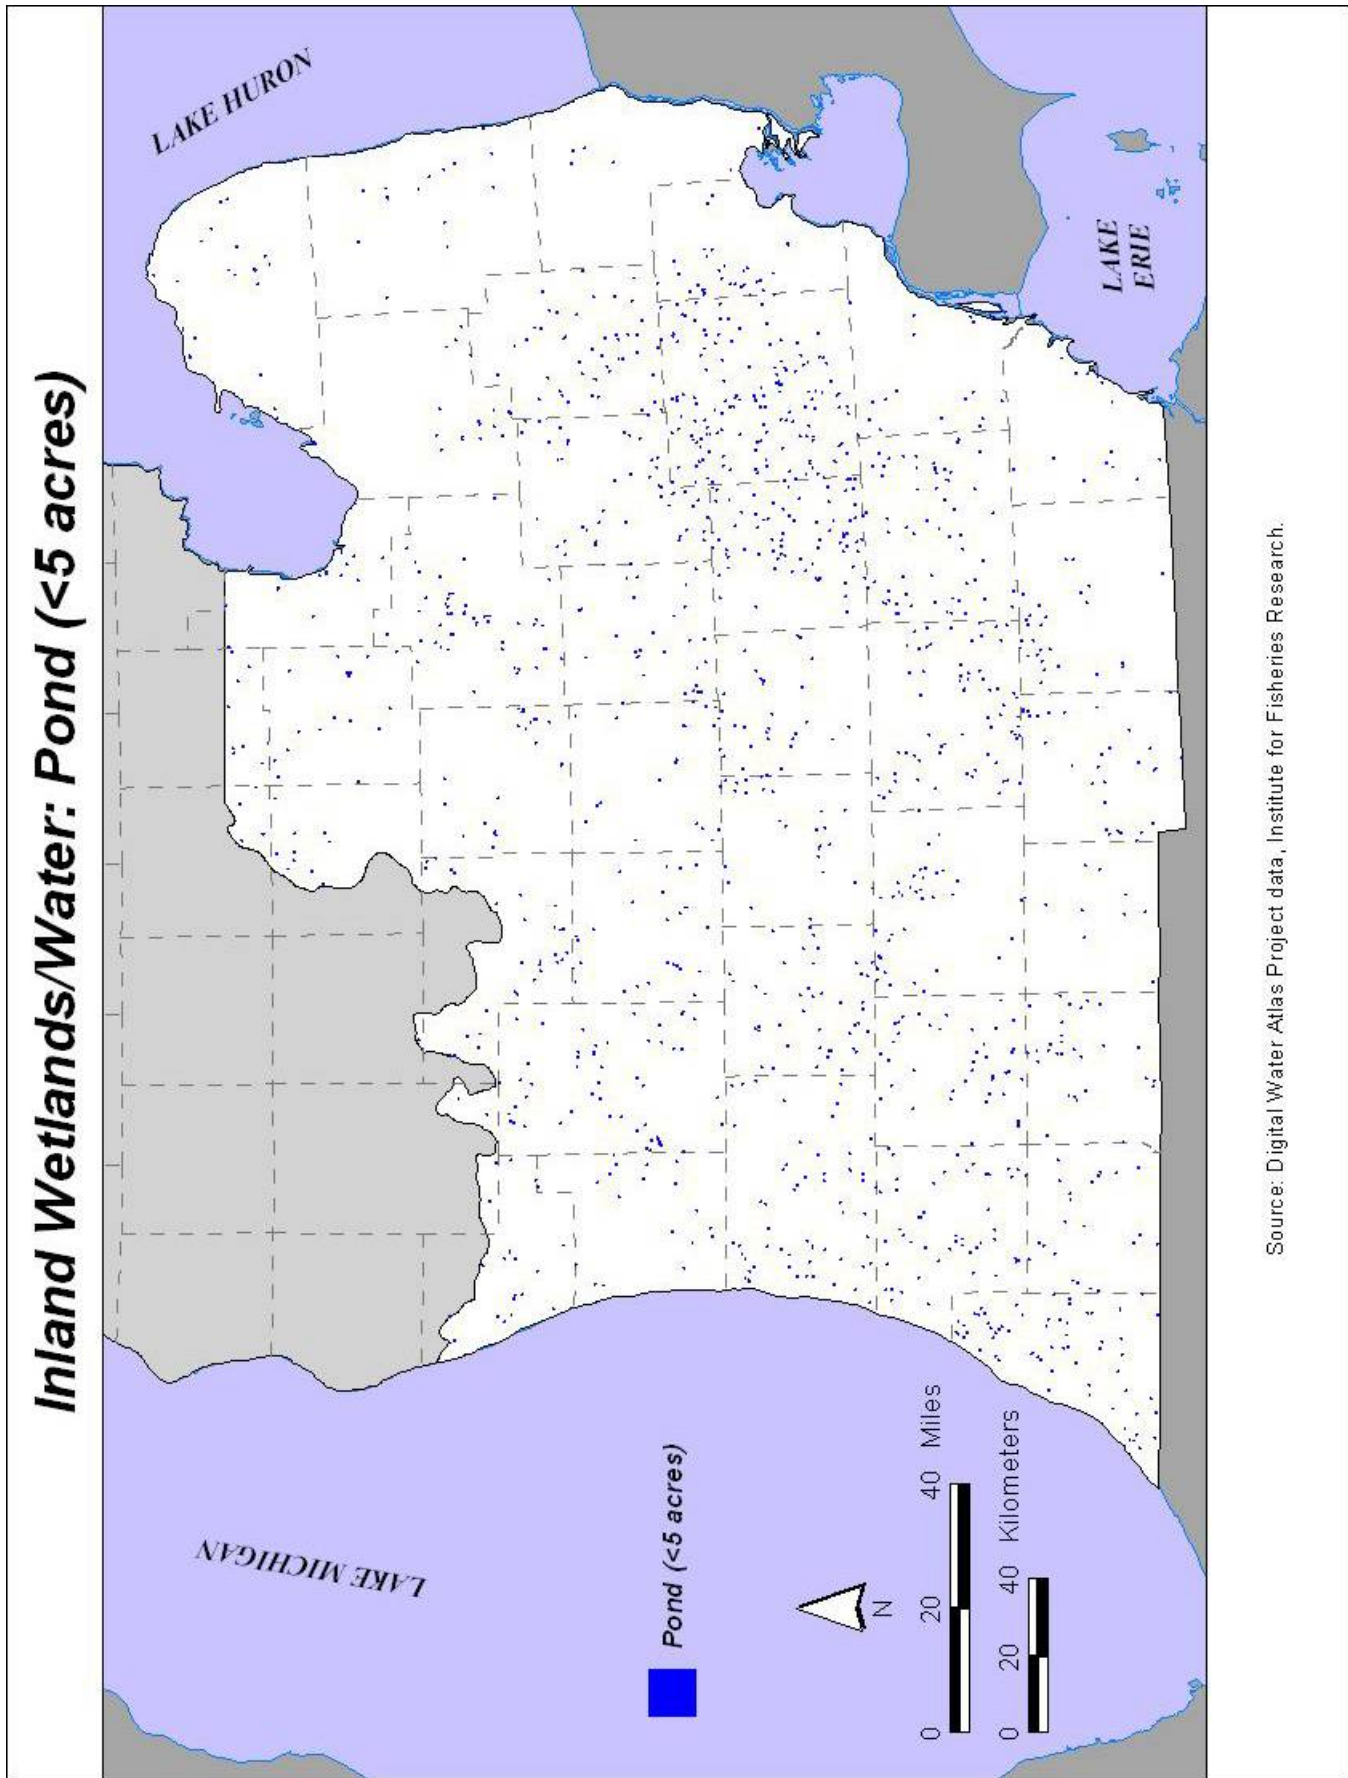 Inland Wetlands/Water: Pond (<5 acres)
LAKE HURON
LAKE
ERIE
LAKE MICHIGAN
Pond (<5 acres)
N
0 20 40 Miles
0 20 40 Kilometers
Source: Digital Water Atlas Project data, Institute for Fisheries Research.